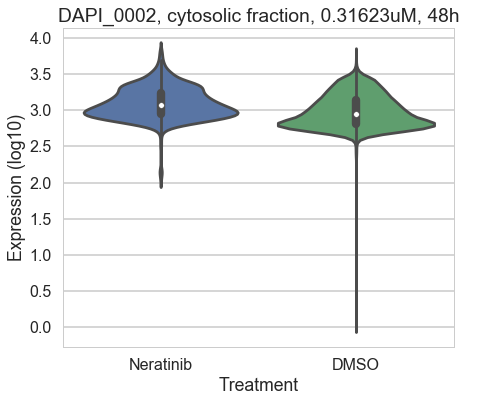 DAPI_0002, cytosolic fraction, 0.31623uM, 48h
4.0
3.5
3.0
2.5
2.0
1.5
1.0
0.5
0.0
Expression (log10)
Neratinib
DMSO
Treatment